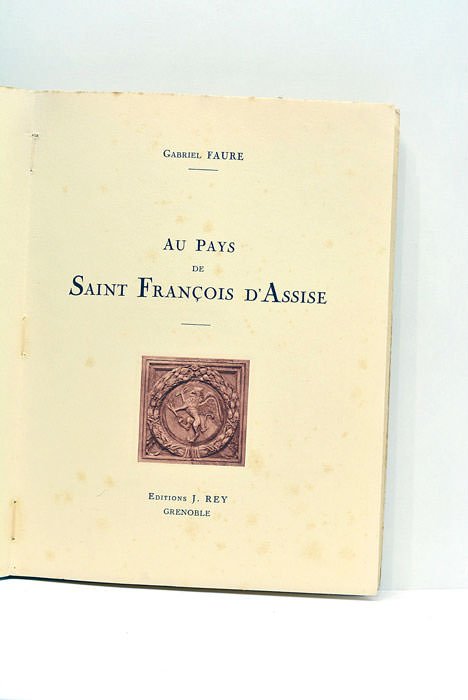 Gabriel FAURE
Au Pays
de
Saint François d'Assise
Editions J. REY
GRENOBLE